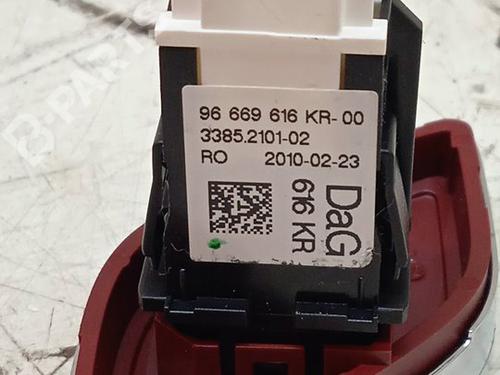 96 669 616 KR-00
3385.2101-02
RO 2010-02-23
DaG
616 KR
B-PARTS